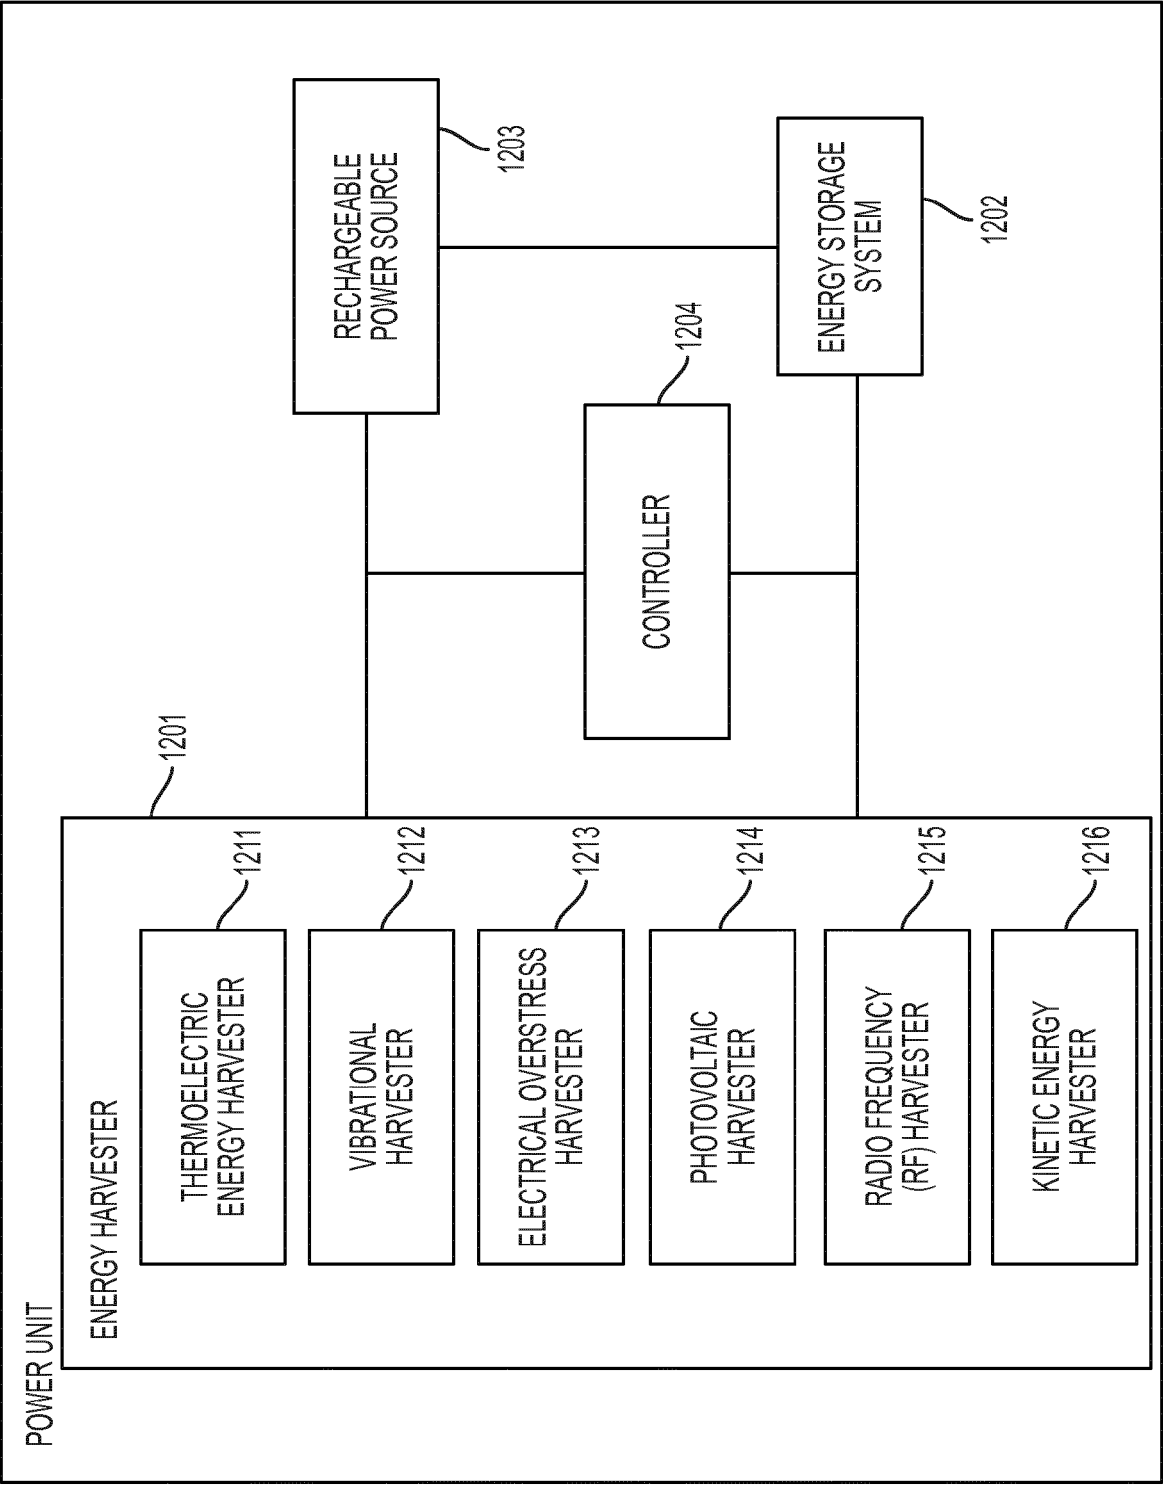 POWER UNIT
ENERGY HARVESTER
1201
THERMOELECTRIC
ENERGY HARVESTER
1211
VIBRATIONAL
HARVESTER
1212
ELECTRICAL OVERSTRESS
HARVESTER
1213
PHOTOVOLTAIC
HARVESTER
1214
RADIO FREQUENCY
(RF) HARVESTER
1215
KINETIC ENERGY
HARVESTER
1216
CONTROLLER
1204
RECHARGEABLE
POWER SOURCE
1203
ENERGY STORAGE
SYSTEM
1202